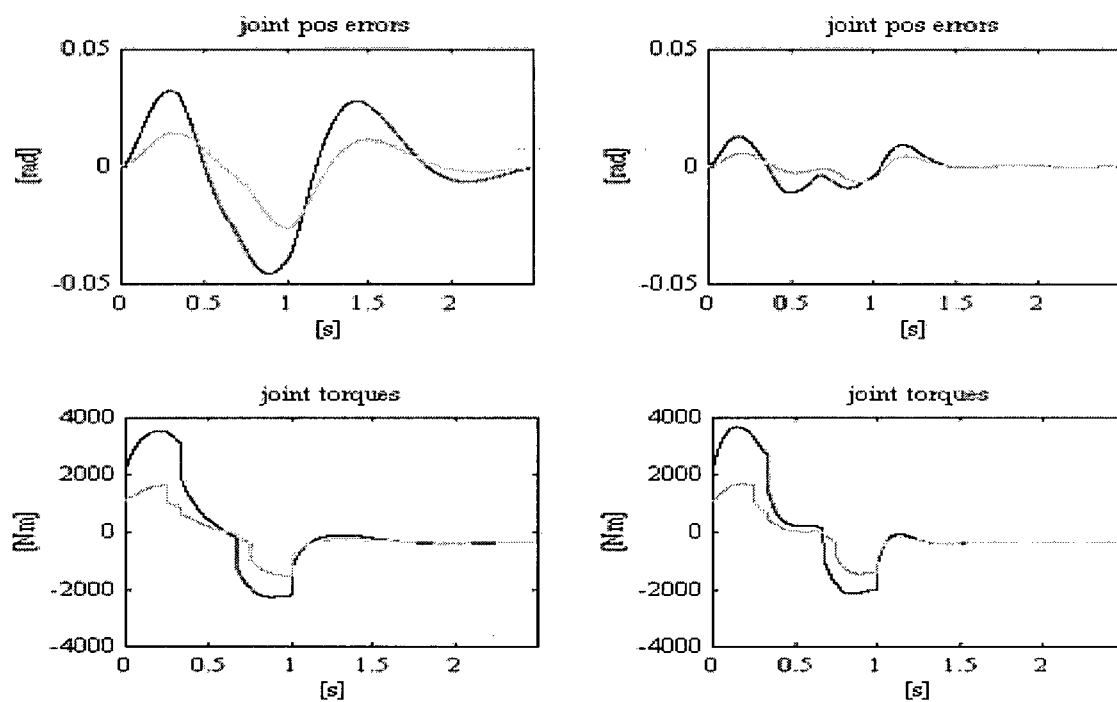 joint pos errors joint pos errors
0.05 0.05
[rad] 0 [rad] 0
-0.05 -0.05
0 0.5 1 1.5 2 0 0.5 1 1.5 2
[s] [s]
joint torques joint torques
4000 4000
2000 2000
[Nm] 0 [Nm] 0
-2000 -2000
-4000 -4000
0 0.5 1 1.5 2 0 0.5 1 1.5 2
[s] [s]